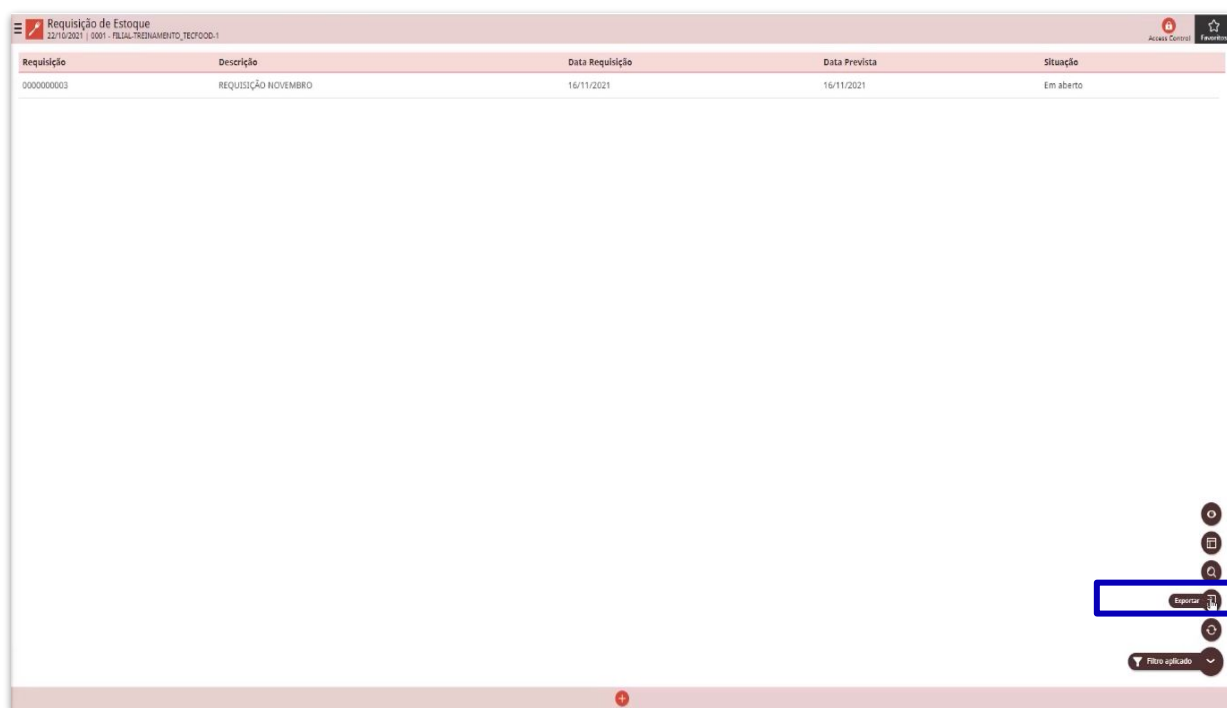 Requisição de Estoque
22/10/2021 | 0001 - FILIAL-TREINAMENTO_TECFOOD-1
Access Control
Favoritos
Requisição Descrição Data Requisição Data Prevista Situação
0000000003 REQUISIÇÃO NOVEMBRO 16/11/2021 16/11/2021 Em aberto
Exportar
Filtro aplicado